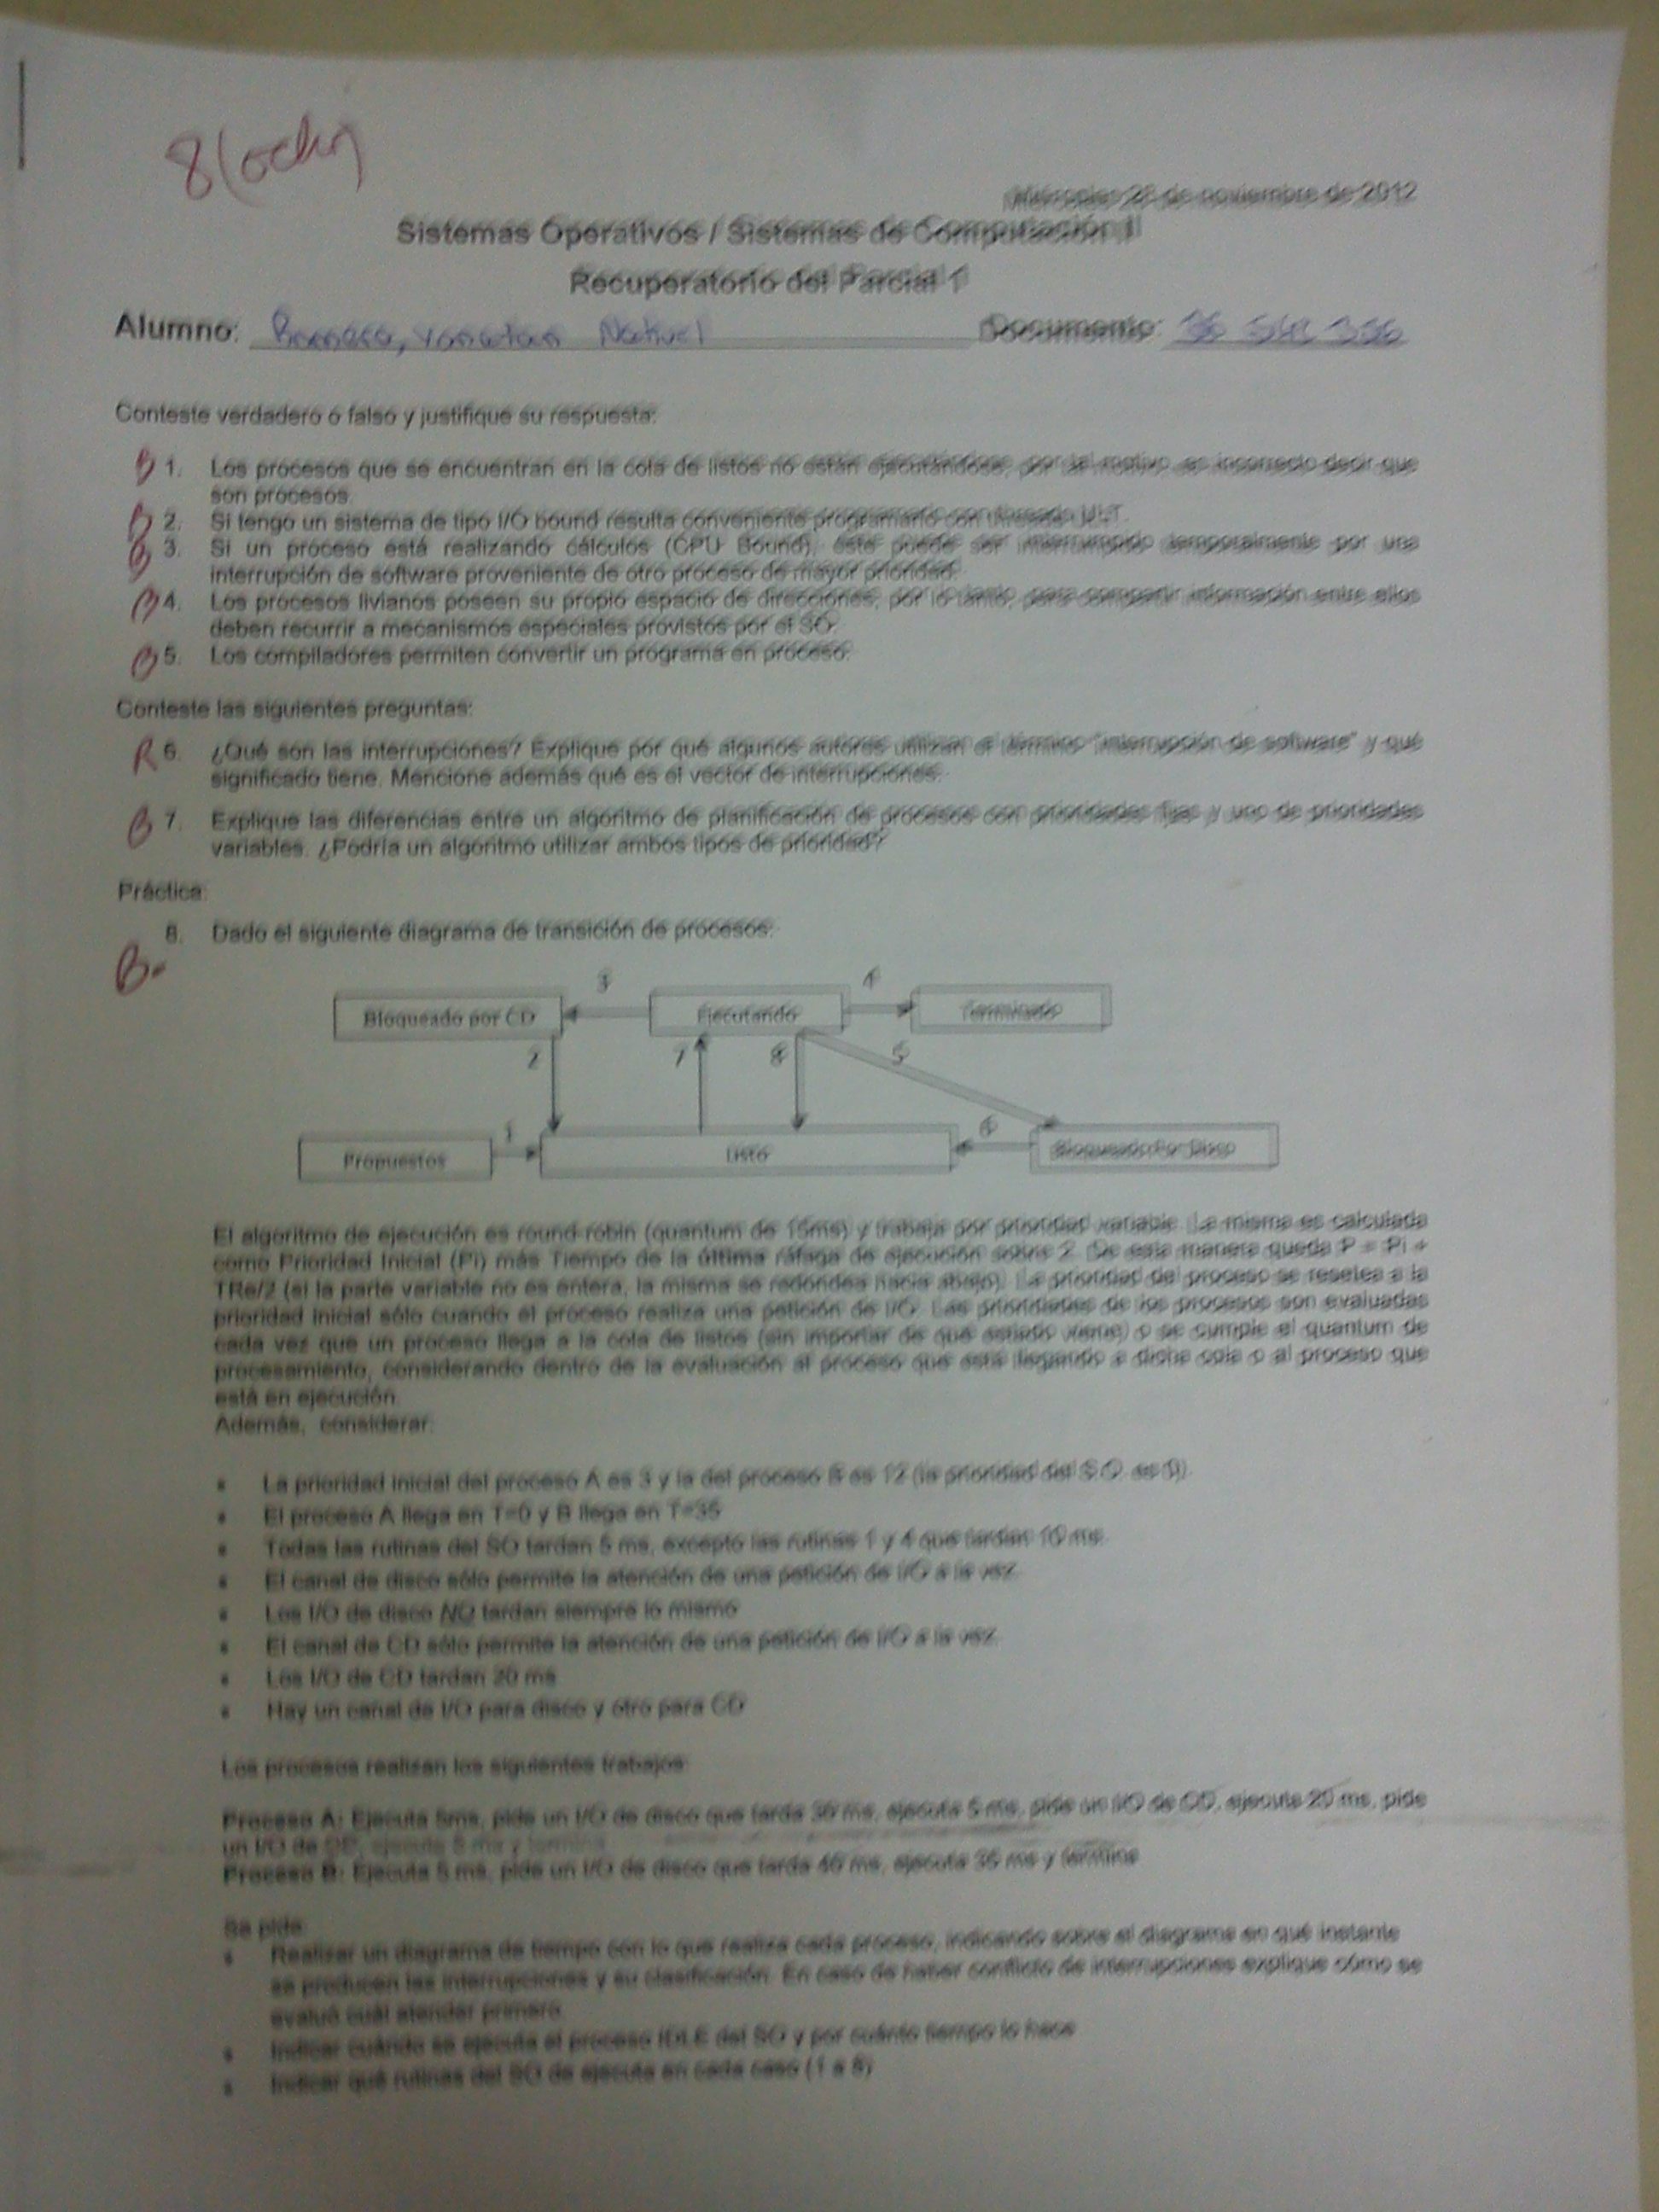 8 (ocho)
Miércoles 28 de noviembre de 2012
Sistemas Operativos / Sistemas de Computación II
Recuperatorio del Parcial 1
Alumno: Nahuel Documento:
Conteste verdadero o falso y justifique su respuesta:
B 1. Los procesos que se encuentran en la cola de listos no están ejecutándose, por tal motivo, es incorrecto decir que
son procesos.
B 2. Si tengo un sistema de tipo I/O bound resulta conveniente programarlo con threads ULT.
B 3. Si un proceso está realizando cálculos (CPU Bound), éste puede ser interrumpido temporalmente por una
interrupción de software proveniente de otro proceso de mayor prioridad.
B 4. Los procesos livianos poseen su propio espacio de direcciones, por lo tanto, para compartir información entre ellos
deben recurrir a mecanismos especiales provistos por el SO.
B 5. Los compiladores permiten convertir un programa en proceso.
Conteste las siguientes preguntas:
R 6. ¿Qué son las interrupciones? Explique por qué algunos autores utilizan el término "interrupción de software" y qué
significado tiene. Mencione además qué es el vector de interrupciones.
B 7. Explique las diferencias entre un algoritmo de planificación de procesos con prioridades fijas y uno de prioridades
variables. ¿Podría un algoritmo utilizar ambos tipos de prioridad?
Práctica:
8. Dado el siguiente diagrama de transición de procesos:
B-
3 4
Bloqueado por CD Ejecutando Terminado
2 7 8 5
1 6
Propuestos Listo Bloqueado Por Disco
El algoritmo de ejecución es round robin (quantum de 15ms) y trabaja por prioridad variable. La misma es calculada
como Prioridad Inicial (Pi) más Tiempo de la última ráfaga de ejecución sobre 2. De esta manera queda P = Pi +
TRe/2 (si la parte variable no es entera, la misma se redondea hacia abajo). La prioridad del proceso se resetea a la
prioridad inicial sólo cuando el proceso realiza una petición de I/O. Las prioridades de los procesos son evaluadas
cada vez que un proceso llega a la cola de listos (sin importar de qué estado viene) o se cumple el quantum de
procesamiento, considerando dentro de la evaluación al proceso que está llegando a dicha cola o al proceso que
está en ejecución.
Además, considerar:
La prioridad inicial del proceso A es 3 y la del proceso B es 12 (la prioridad del S.O. es 0)
El proceso A llega en T=0 y B llega en T=35
Todas las rutinas del SO tardan 5 ms, excepto las rutinas 1 y 4 que tardan 10 ms.
El canal de disco sólo permite la atención de una petición de I/O a la vez
Los I/O de disco NO tardan siempre lo mismo
El canal de CD sólo permite la atención de una petición de I/O a la vez
Los I/O de CD tardan 20 ms
Hay un canal de I/O para disco y otro para CD
Los procesos realizan los siguientes trabajos:
Proceso A: Ejecuta 5ms, pide un I/O de disco que tarda ms, ejecuta 5 ms, pide un I/O de CD, ejecuta 20 ms, pide
un I/O de ejecuta 5 ms y termina
Proceso B: Ejecuta 5 ms, pide un I/O de disco que tarda ms, ejecuta 35 ms y termina
Se pide:
Realizar un diagrama de tiempo con lo que realiza cada proceso, indicando sobre el diagrama en qué instante
se producen las interrupciones y su clasificación. En caso de haber conflicto de interrupciones explique cómo se
evaluó cuál atender primero
Indicar cuándo se ejecuta el proceso IDLE del SO y por cuánto tiempo lo hace
Indicar qué rutinas del SO se ejecuta en cada caso (1 a 8)